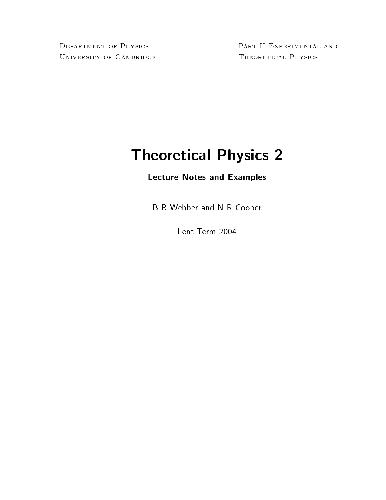 Department of Physics
University of Cambridge
Part II Experimental and
Theoretical Physics
Theoretical Physics 2
Lecture Notes and Examples
B R Webber and N R Cooper
Lent Term 2004